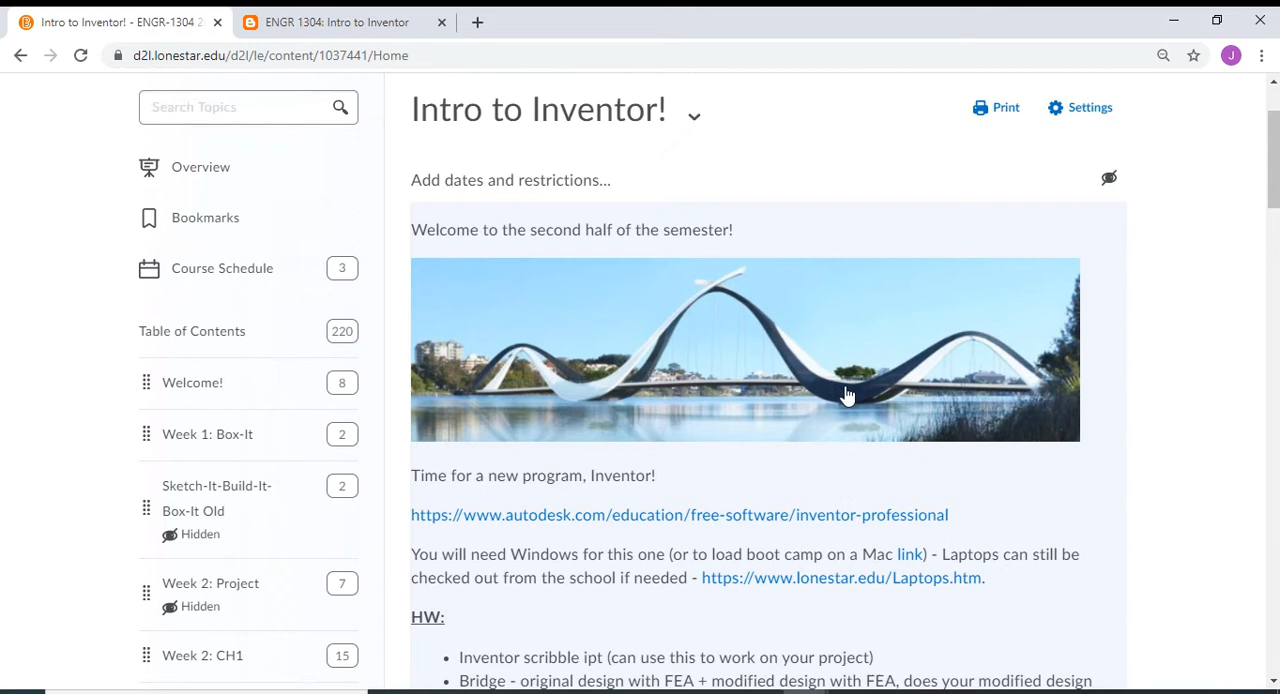 Intro to Inventor! - ENGR-1304 2
ENGR 1304: Intro to Inventor
d2l.lonestar.edu/d2l/le/content/1037441/Home
J
Search Topics
Overview
Bookmarks
Course Schedule 3
Table of Contents 220
Welcome! 8
Week 1: Box-It 2
Sketch-It-Build-It-
Box-It Old 2
Hidden
Week 2: Project 7
Hidden
Week 2: CH1 15
Intro to Inventor!
Print
Settings
Add dates and restrictions...
Welcome to the second half of the semester!
Time for a new program, Inventor!
https://www.autodesk.com/education/free-software/inventor-professional
You will need Windows for this one (or to load boot camp on a Mac link) - Laptops can still be
checked out from the school if needed - https://www.lonestar.edu/Laptops.htm.
HW:
• Inventor scribble ipt (can use this to work on your project)
• Bridge - original design with FEA + modified design with FEA, does your modified design